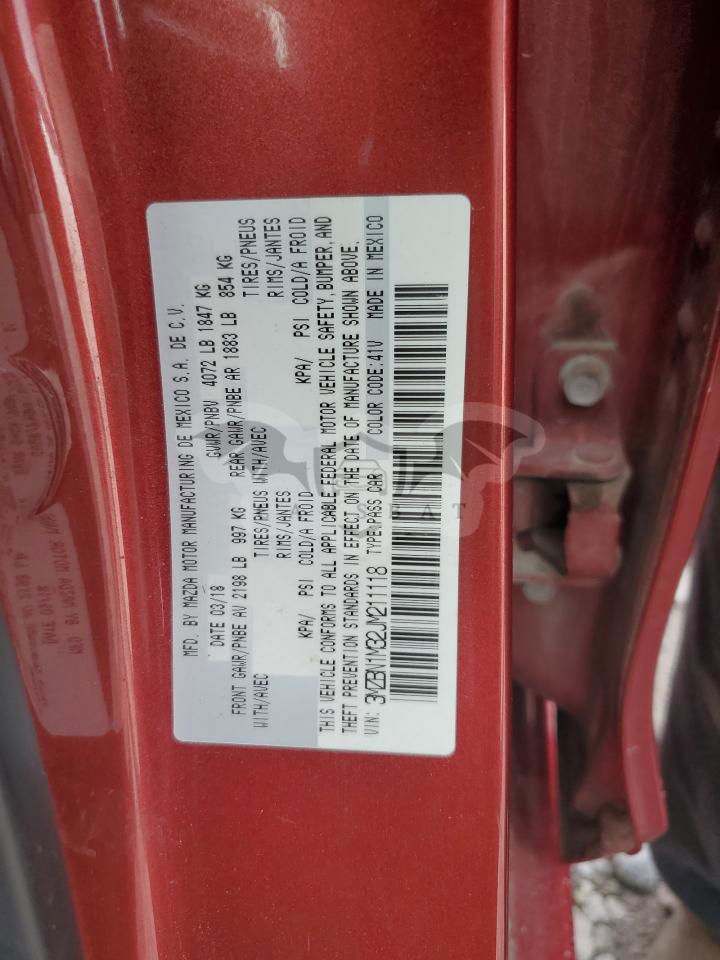 MFD. BY MAZDA MOTOR MANUFACTURING DE MEXICO S.A. DE C.V.
DATE 03/18 GVWR/PNBV 4072 LB 1847 KG
FRONT GAWR/PNBE AV 2198 LB 997 KG REAR GAWR/PNBE AR 1883 LB 854 KG
WITH/AVEC TIRES/PNEUS WITH/AVEC TIRES/PNEUS
RIMS/JANTES RIMS/JANTES
KPA/ PSI COLD/A FROID KPA/ PSI COLD/A FROID
THIS VEHICLE CONFORMS TO ALL APPLICABLE FEDERAL MOTOR VEHICLE SAFETY, BUMPER, AND
THEFT PREVENTION STANDARDS IN EFFECT ON THE DATE OF MANUFACTURE SHOWN ABOVE.
VIN: 3MZBN1M32JM211118 TYPE:PASS CAR COLOR CODE:41V MADE IN MEXICO